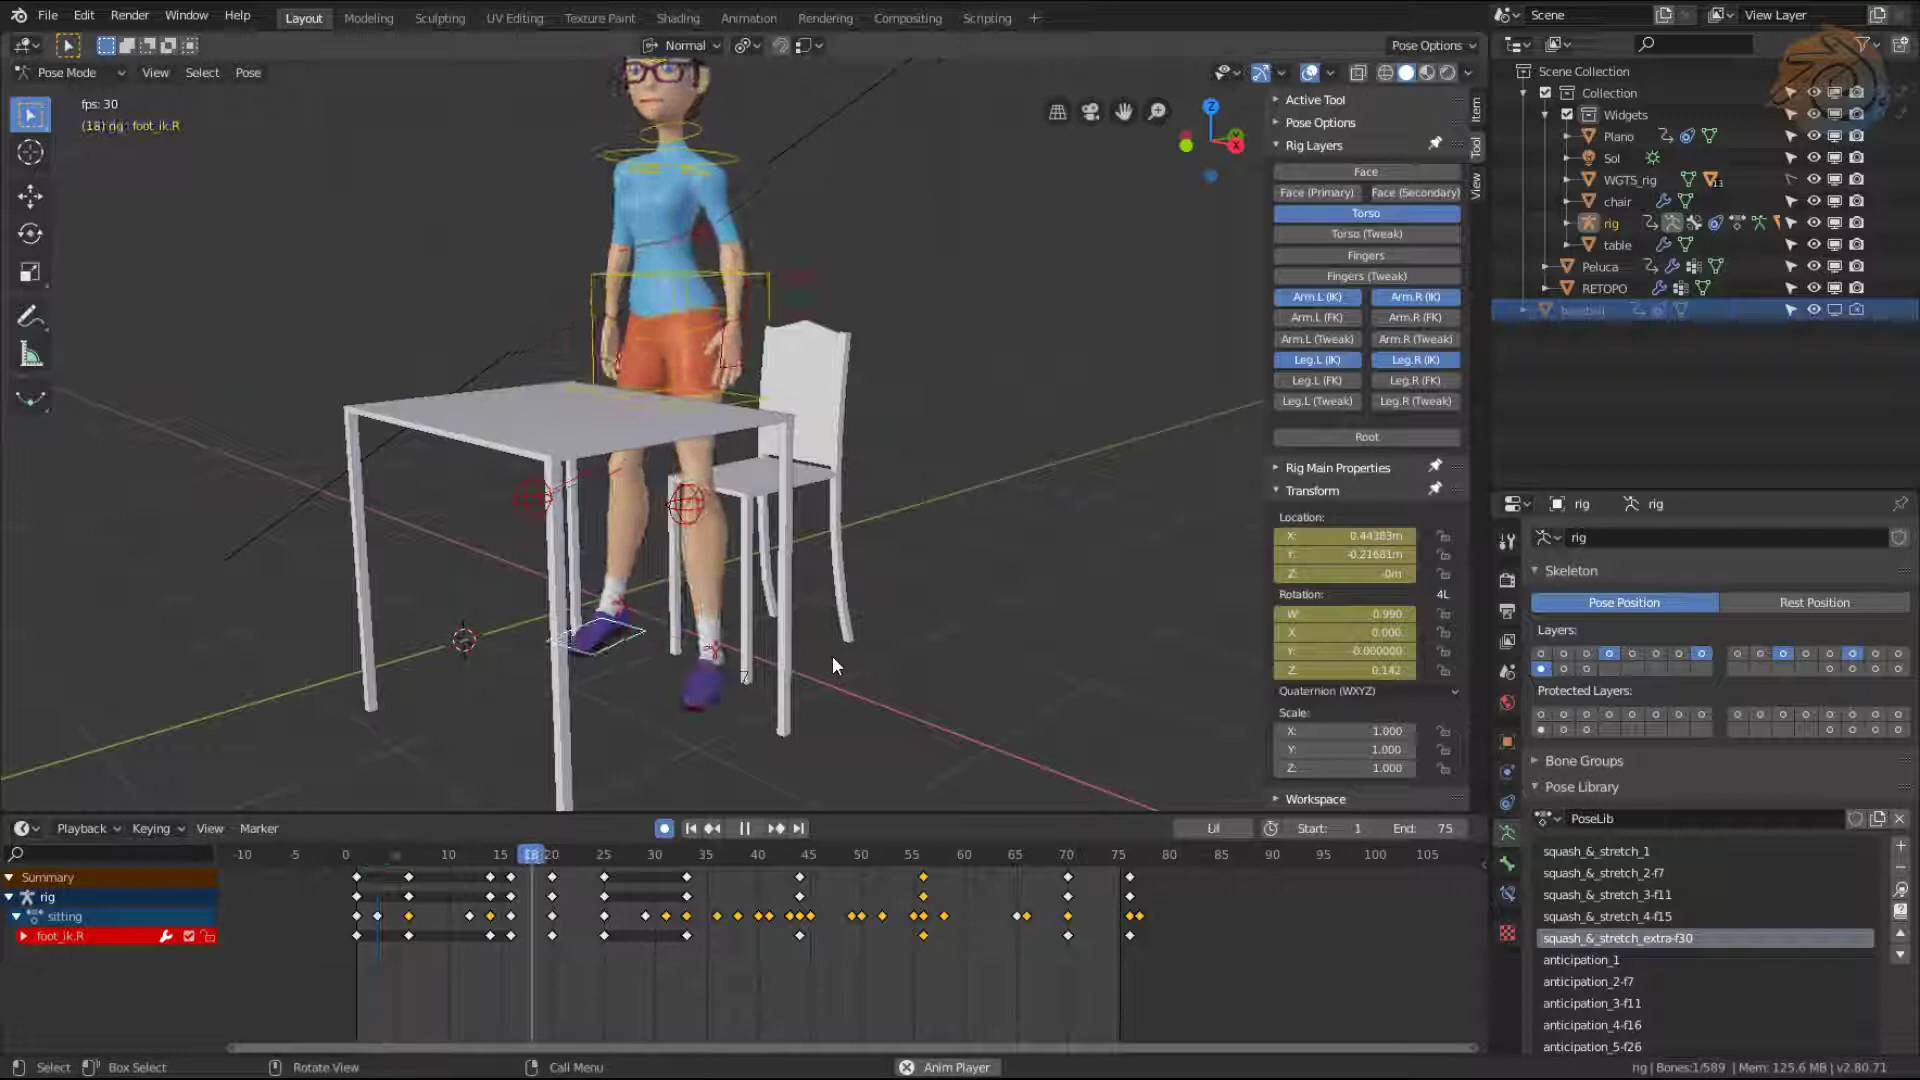 File Edit Render Window Help
Layout Modeling Sculpting UV Editing Texture Paint Shading Animation Rendering Compositing Scripting +
Scene View Layer
Normal
Pose Options
Pose Mode View Select Pose
fps: 30
(18) rig : foot_ik.R
Z
X
Item
Tool
View
Active Tool
Pose Options
Rig Layers
Face
Face (Primary) Face (Secondary)
Torso
Torso (Tweak)
Fingers
Fingers (Tweak)
Arm.L (IK) Arm.R (IK)
Arm.L (FK) Arm.R (FK)
Arm.L (Tweak) Arm.R (Tweak)
Leg.L (IK) Leg.R (IK)
Leg.L (FK) Leg.R (FK)
Leg.L (Tweak) Leg.R (Tweak)
Root
Rig Main Properties
Transform
Location:
X: 0.44383m
Y: -0.21681m
Z: -0m
Rotation: 4L
W: 0.990
X: 0.000
Y: -0.000000
Z: 0.142
Quaternion (WXYZ)
Scale:
X: 1.000
Y: 1.000
Z: 1.000
Workspace
Scene Collection
Collection
Widgets
Plano
Sol
WGTS_rig 13
chair
rig
table
Peluca
RETOPO
rig rig
rig
Skeleton
Pose Position Rest Position
Layers:
Protected Layers:
Bone Groups
Pose Library
PoseLib
squash_&_stretch_1
squash_&_stretch_2-f7
squash_&_stretch_3-f11
squash_&_stretch_4-f15
squash_&_stretch_extra-f30
anticipation_1
anticipation_2-f7
anticipation_3-f11
anticipation_4-f16
anticipation_5-f26
Playback Keying View Marker
Start: 1 End: 75
-10 -5 0 10 15 18 20 25 30 35 40 45 50 55 60 65 70 75 80 85 90 95 100 105
Summary
rig
sitting
foot_ik.R
Select Box Select Rotate View Call Menu Anim Player rig | Bones:1/589 | Mem: 125.6 MB | v2.80.71